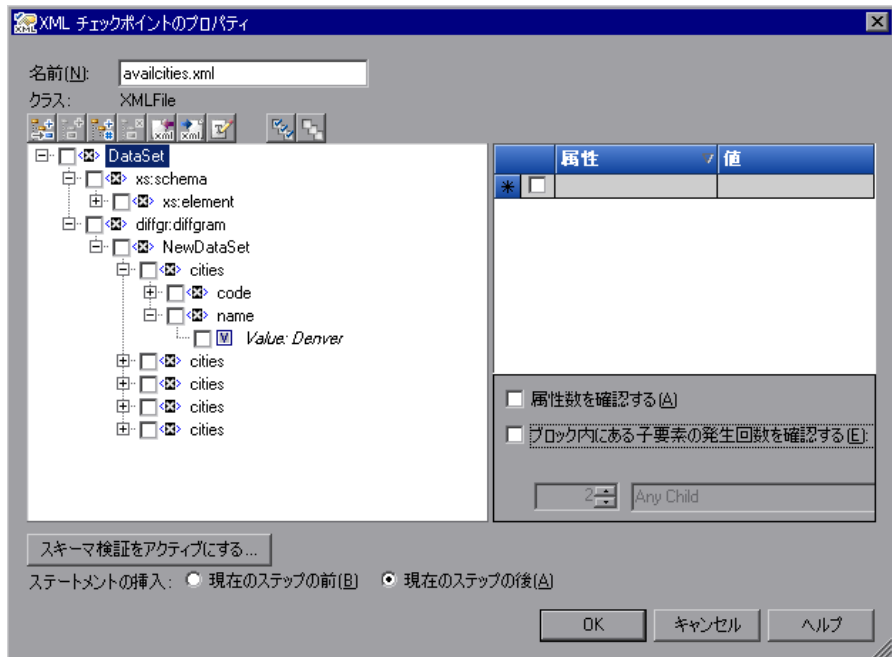 XML チェックポイントのプロパティ
名前(N): availcities.xml
クラス: XMLFile
DataSet
xs:schema
xs:element
diffgr:diffgram
NewDataSet
cities
code
name
Value: Denver
cities
cities
cities
cities
属性 値
属性数を確認する(A)
ブロック内にある子要素の発生回数を確認する(E):
2 Any Child
スキーマ検証をアクティブにする...
ステートメントの挿入: 現在のステップの前(B) 現在のステップの後(A)
OK キャンセル ヘルプ